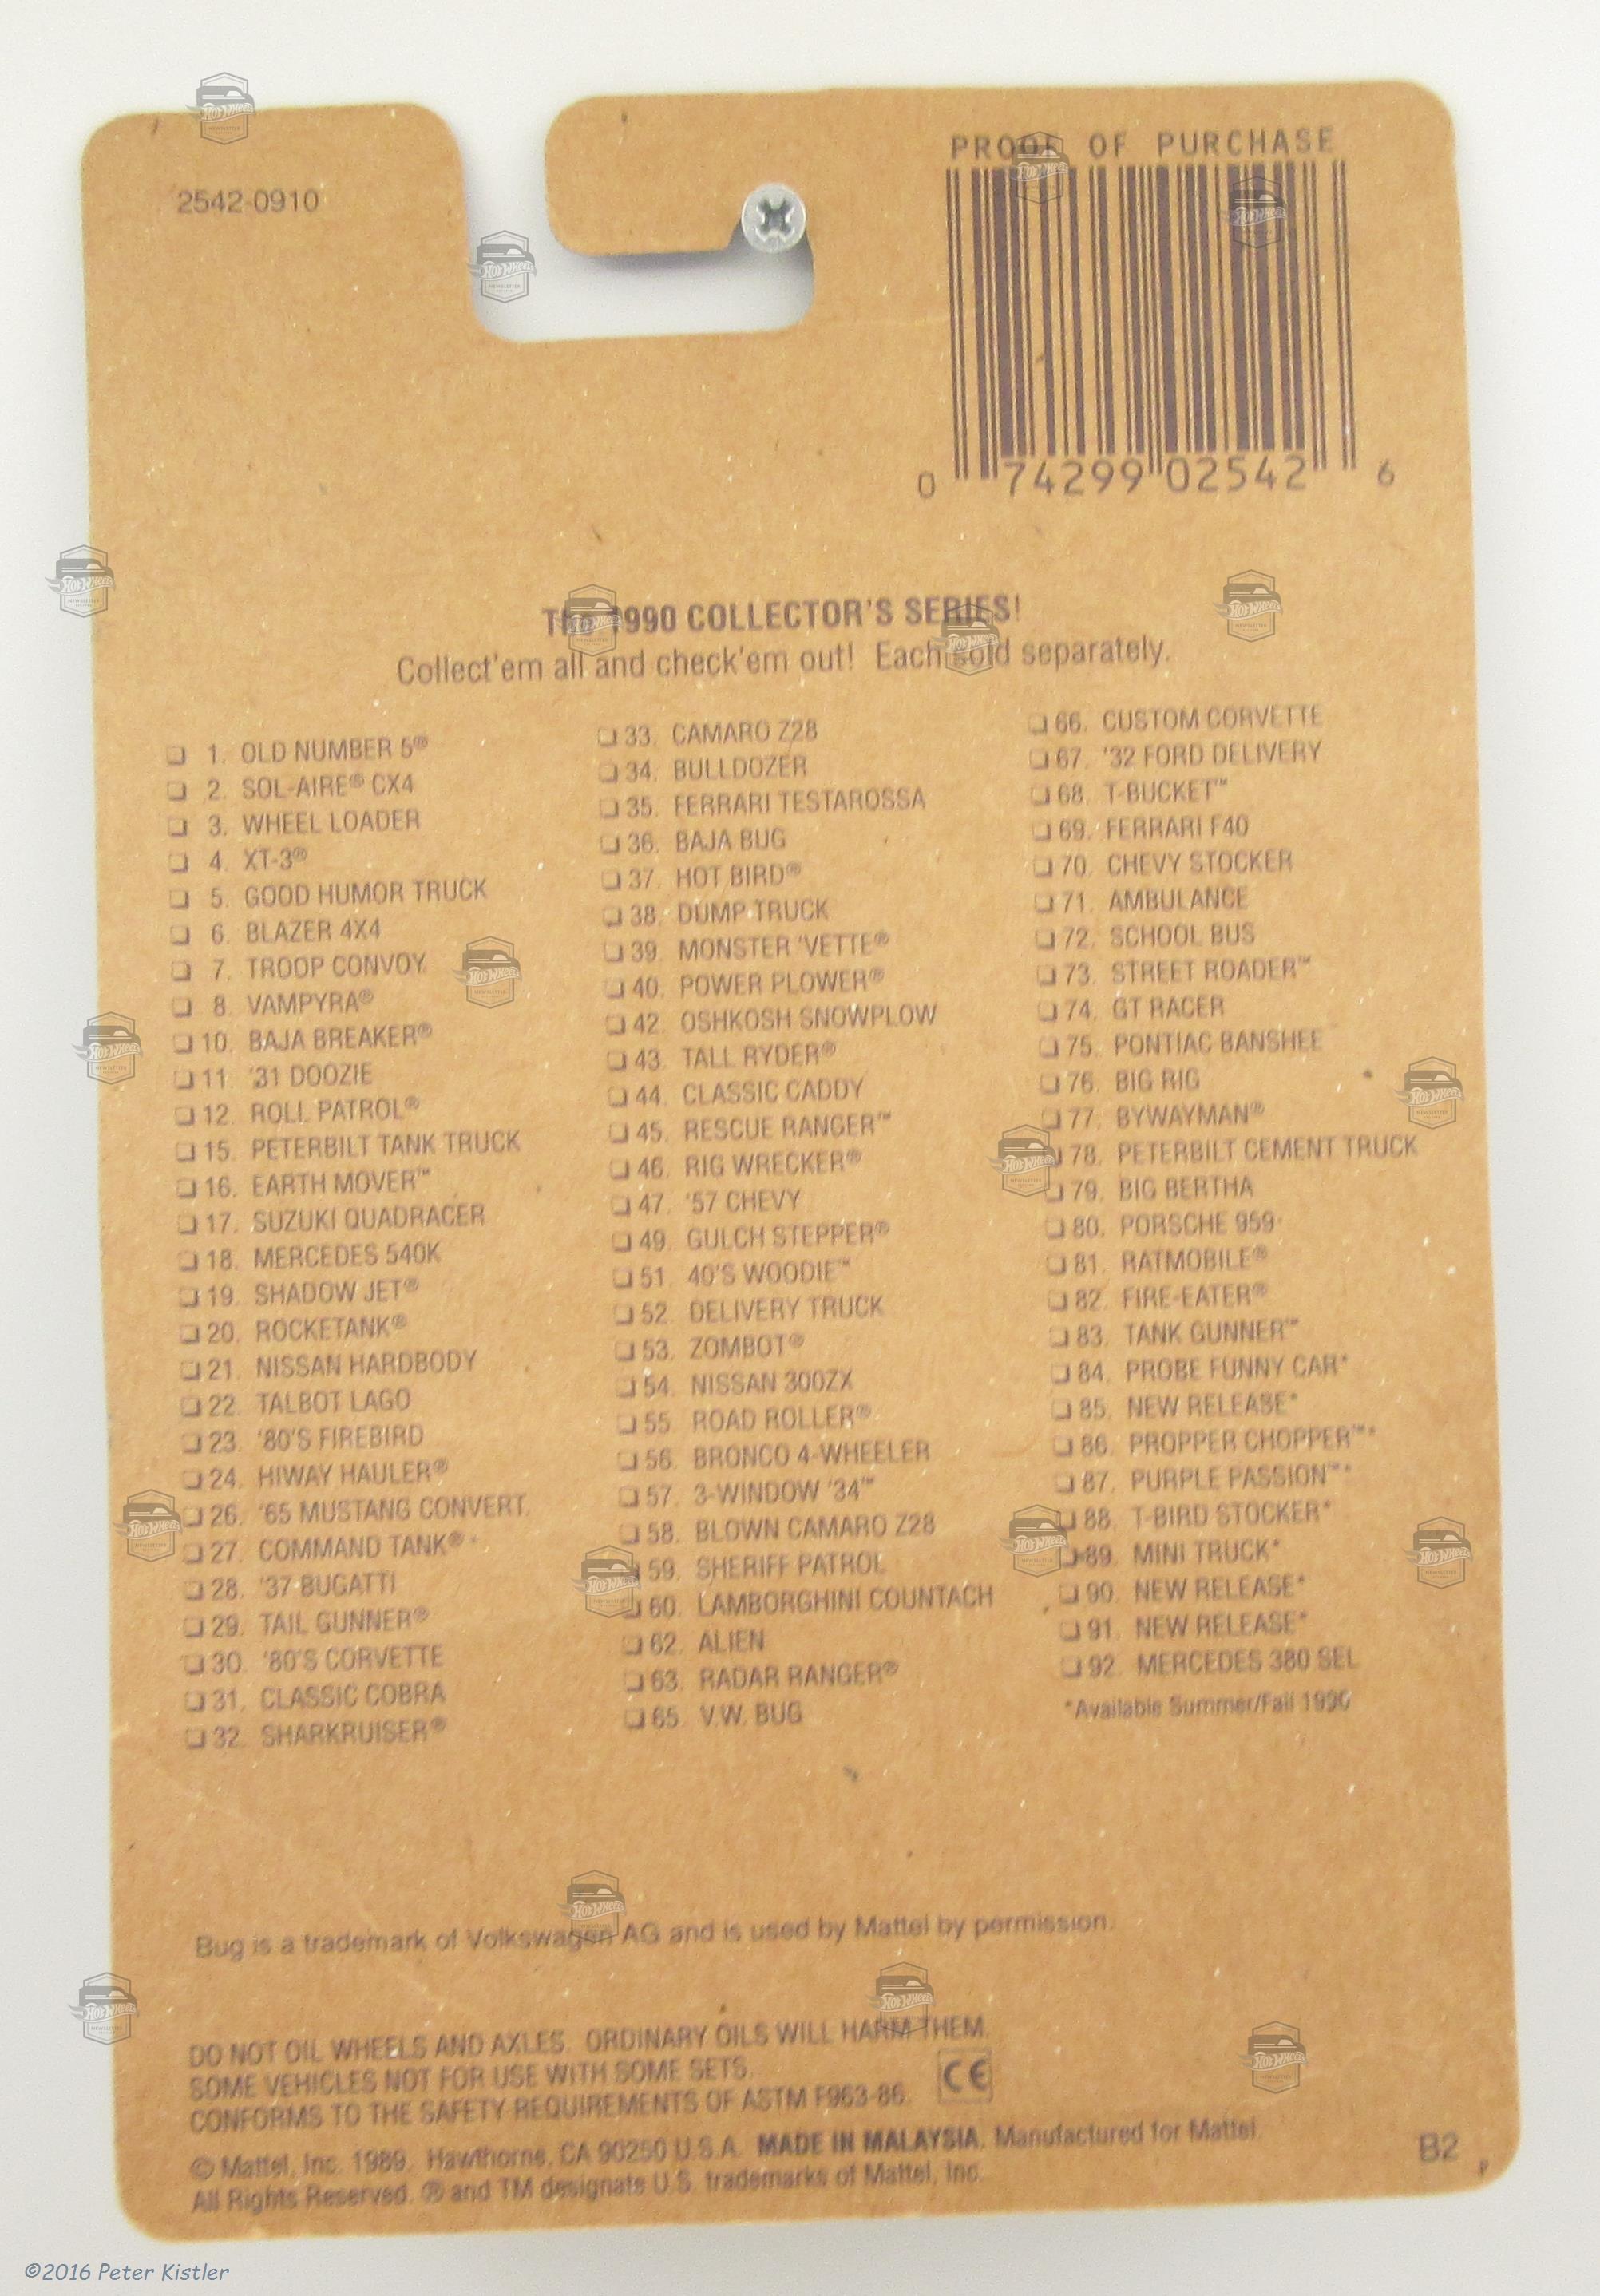 2542-0910
PROOF OF PURCHASE
0 74299 02542 6
The 1990 COLLECTOR'S SERIES!
Collect'em all and check'em out! Each sold separately.
❏ 1. OLD NUMBER 5®
❏ 2. SOL-AIRE® CX4
❏ 3. WHEEL LOADER
❏ 4. XT-3®
❏ 5. GOOD HUMOR TRUCK
❏ 6. BLAZER 4X4
❏ 7. TROOP CONVOY
❏ 8. VAMPYRA®
❏ 10. BAJA BREAKER®
❏ 11. '31 DOOZIE
❏ 12. ROLL PATROL®
❏ 15. PETERBILT TANK TRUCK
❏ 16. EARTH MOVER™
❏ 17. SUZUKI QUADRACER
❏ 18. MERCEDES 540K
❏ 19. SHADOW JET®
❏ 20. ROCKETANK®
❏ 21. NISSAN HARDBODY
❏ 22. TALBOT LAGO
❏ 23. '80'S FIREBIRD
❏ 24. HIWAY HAULER®
❏ 26. '65 MUSTANG CONVERT.
❏ 27. COMMAND TANK®
❏ 28. '37 BUGATTI
❏ 29. TAIL GUNNER®
❏ 30. '80'S CORVETTE
❏ 31. CLASSIC COBRA
❏ 32. SHARKRUISER®
❏ 33. CAMARO Z28
❏ 34. BULLDOZER
❏ 35. FERRARI TESTAROSSA
❏ 36. BAJA BUG
❏ 37. HOT BIRD®
❏ 38. DUMP TRUCK
❏ 39. MONSTER 'VETTE®
❏ 40. POWER PLOWER®
❏ 42. OSHKOSH SNOWPLOW
❏ 43. TALL RYDER®
❏ 44. CLASSIC CADDY
❏ 45. RESCUE RANGER™
❏ 46. RIG WRECKER®
❏ 47. '57 CHEVY
❏ 49. GULCH STEPPER®
❏ 51. 40'S WOODIE™
❏ 52. DELIVERY TRUCK
❏ 53. ZOMBOT®
❏ 54. NISSAN 300ZX
❏ 55. ROAD ROLLER®
❏ 56. BRONCO 4-WHEELER
❏ 57. 3-WINDOW '34™
❏ 58. BLOWN CAMARO Z28
❏ 59. SHERIFF PATROL
❏ 60. LAMBORGHINI COUNTACH
❏ 62. ALIEN
❏ 63. RADAR RANGER®
❏ 65. V.W. BUG
❏ 66. CUSTOM CORVETTE
❏ 67. '32 FORD DELIVERY
❏ 68. T-BUCKET™
❏ 69. FERRARI F40
❏ 70. CHEVY STOCKER
❏ 71. AMBULANCE
❏ 72. SCHOOL BUS
❏ 73. STREET ROADER™
❏ 74. GT RACER
❏ 75. PONTIAC BANSHEE
❏ 76. BIG RIG
❏ 77. BYWAYMAN®
❏ 78. PETERBILT CEMENT TRUCK
❏ 79. BIG BERTHA
❏ 80. PORSCHE 959
❏ 81. RATMOBILE®
❏ 82. FIRE-EATER®
❏ 83. TANK GUNNER™
❏ 84. PROBE FUNNY CAR*
❏ 85. NEW RELEASE*
❏ 86. PROPPER CHOPPER™*
❏ 87. PURPLE PASSION™*
❏ 88. T-BIRD STOCKER*
❏ 89. MINI TRUCK*
❏ 90. NEW RELEASE*
❏ 91. NEW RELEASE*
❏ 92. MERCEDES 380 SEL
*Available Summer/Fall 1990
Bug is a trademark of Volkswagen AG and is used by Mattel by permission.
DO NOT OIL WHEELS AND AXLES. ORDINARY OILS WILL HARM THEM.
SOME VEHICLES NOT FOR USE WITH SOME SETS.
CONFORMS TO THE SAFETY REQUIREMENTS OF ASTM F963-86. CE
© Mattel, Inc. 1989. Hawthorne, CA 90250 U.S.A. MADE IN MALAYSIA. Manufactured for Mattel.
All Rights Reserved. ® and TM designate U.S. trademarks of Mattel, Inc.
B2
©2016 Peter Kistler